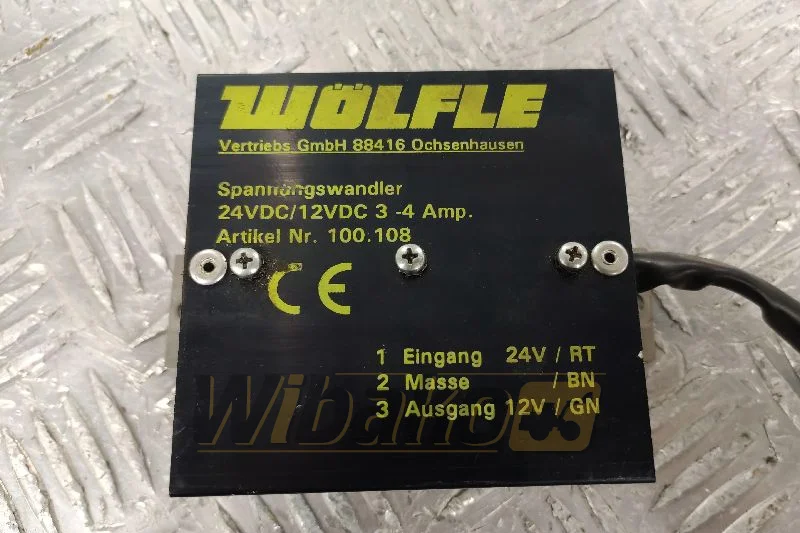 WÖLFLE
Vertriebs GmbH 88416 Ochsenhausen
Spannungswandler
24VDC/12VDC 3 -4 Amp.
Artikel Nr. 100.108
CE
1 Eingang 24V / RT
2 Masse / BN
3 Ausgang 12V / GN
Wibako